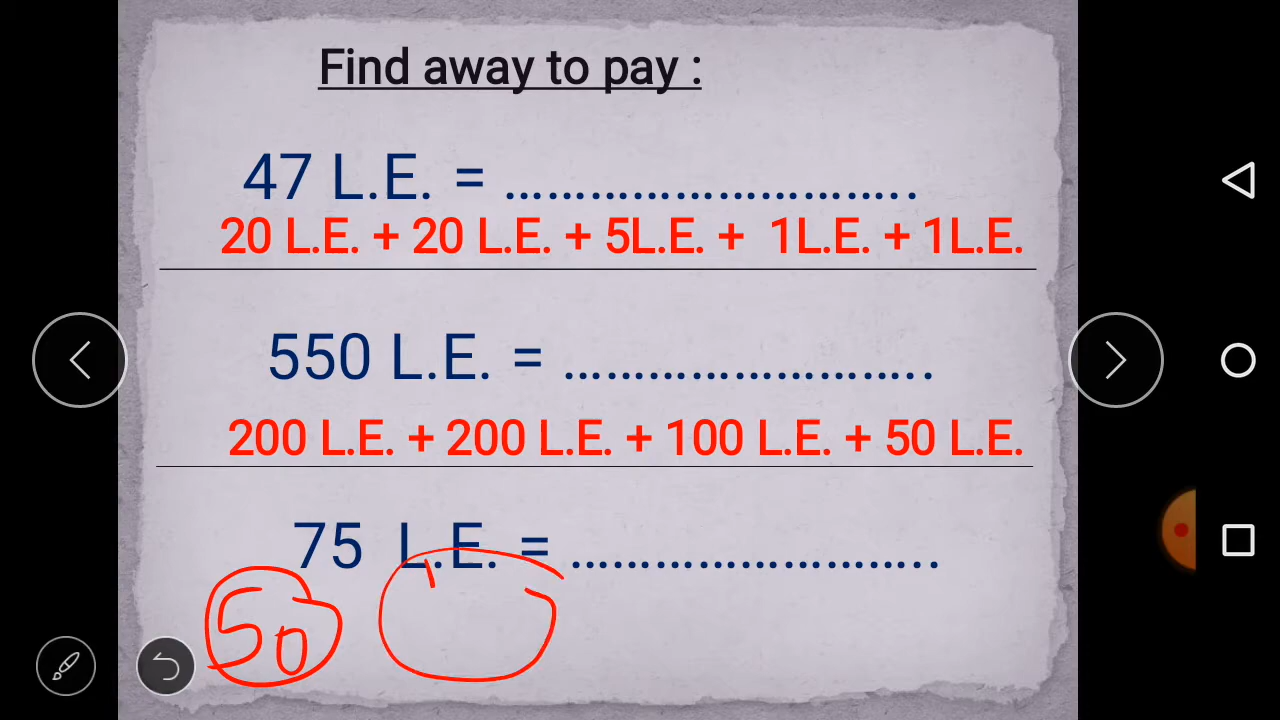 Find away to pay :
47 L.E. = ...............................
20 L.E. + 20 L.E. + 5L.E. + 1L.E. + 1L.E.
550 L.E. = ............................
200 L.E. + 200 L.E. + 100 L.E. + 50 L.E.
75 L.E. = ............................
50